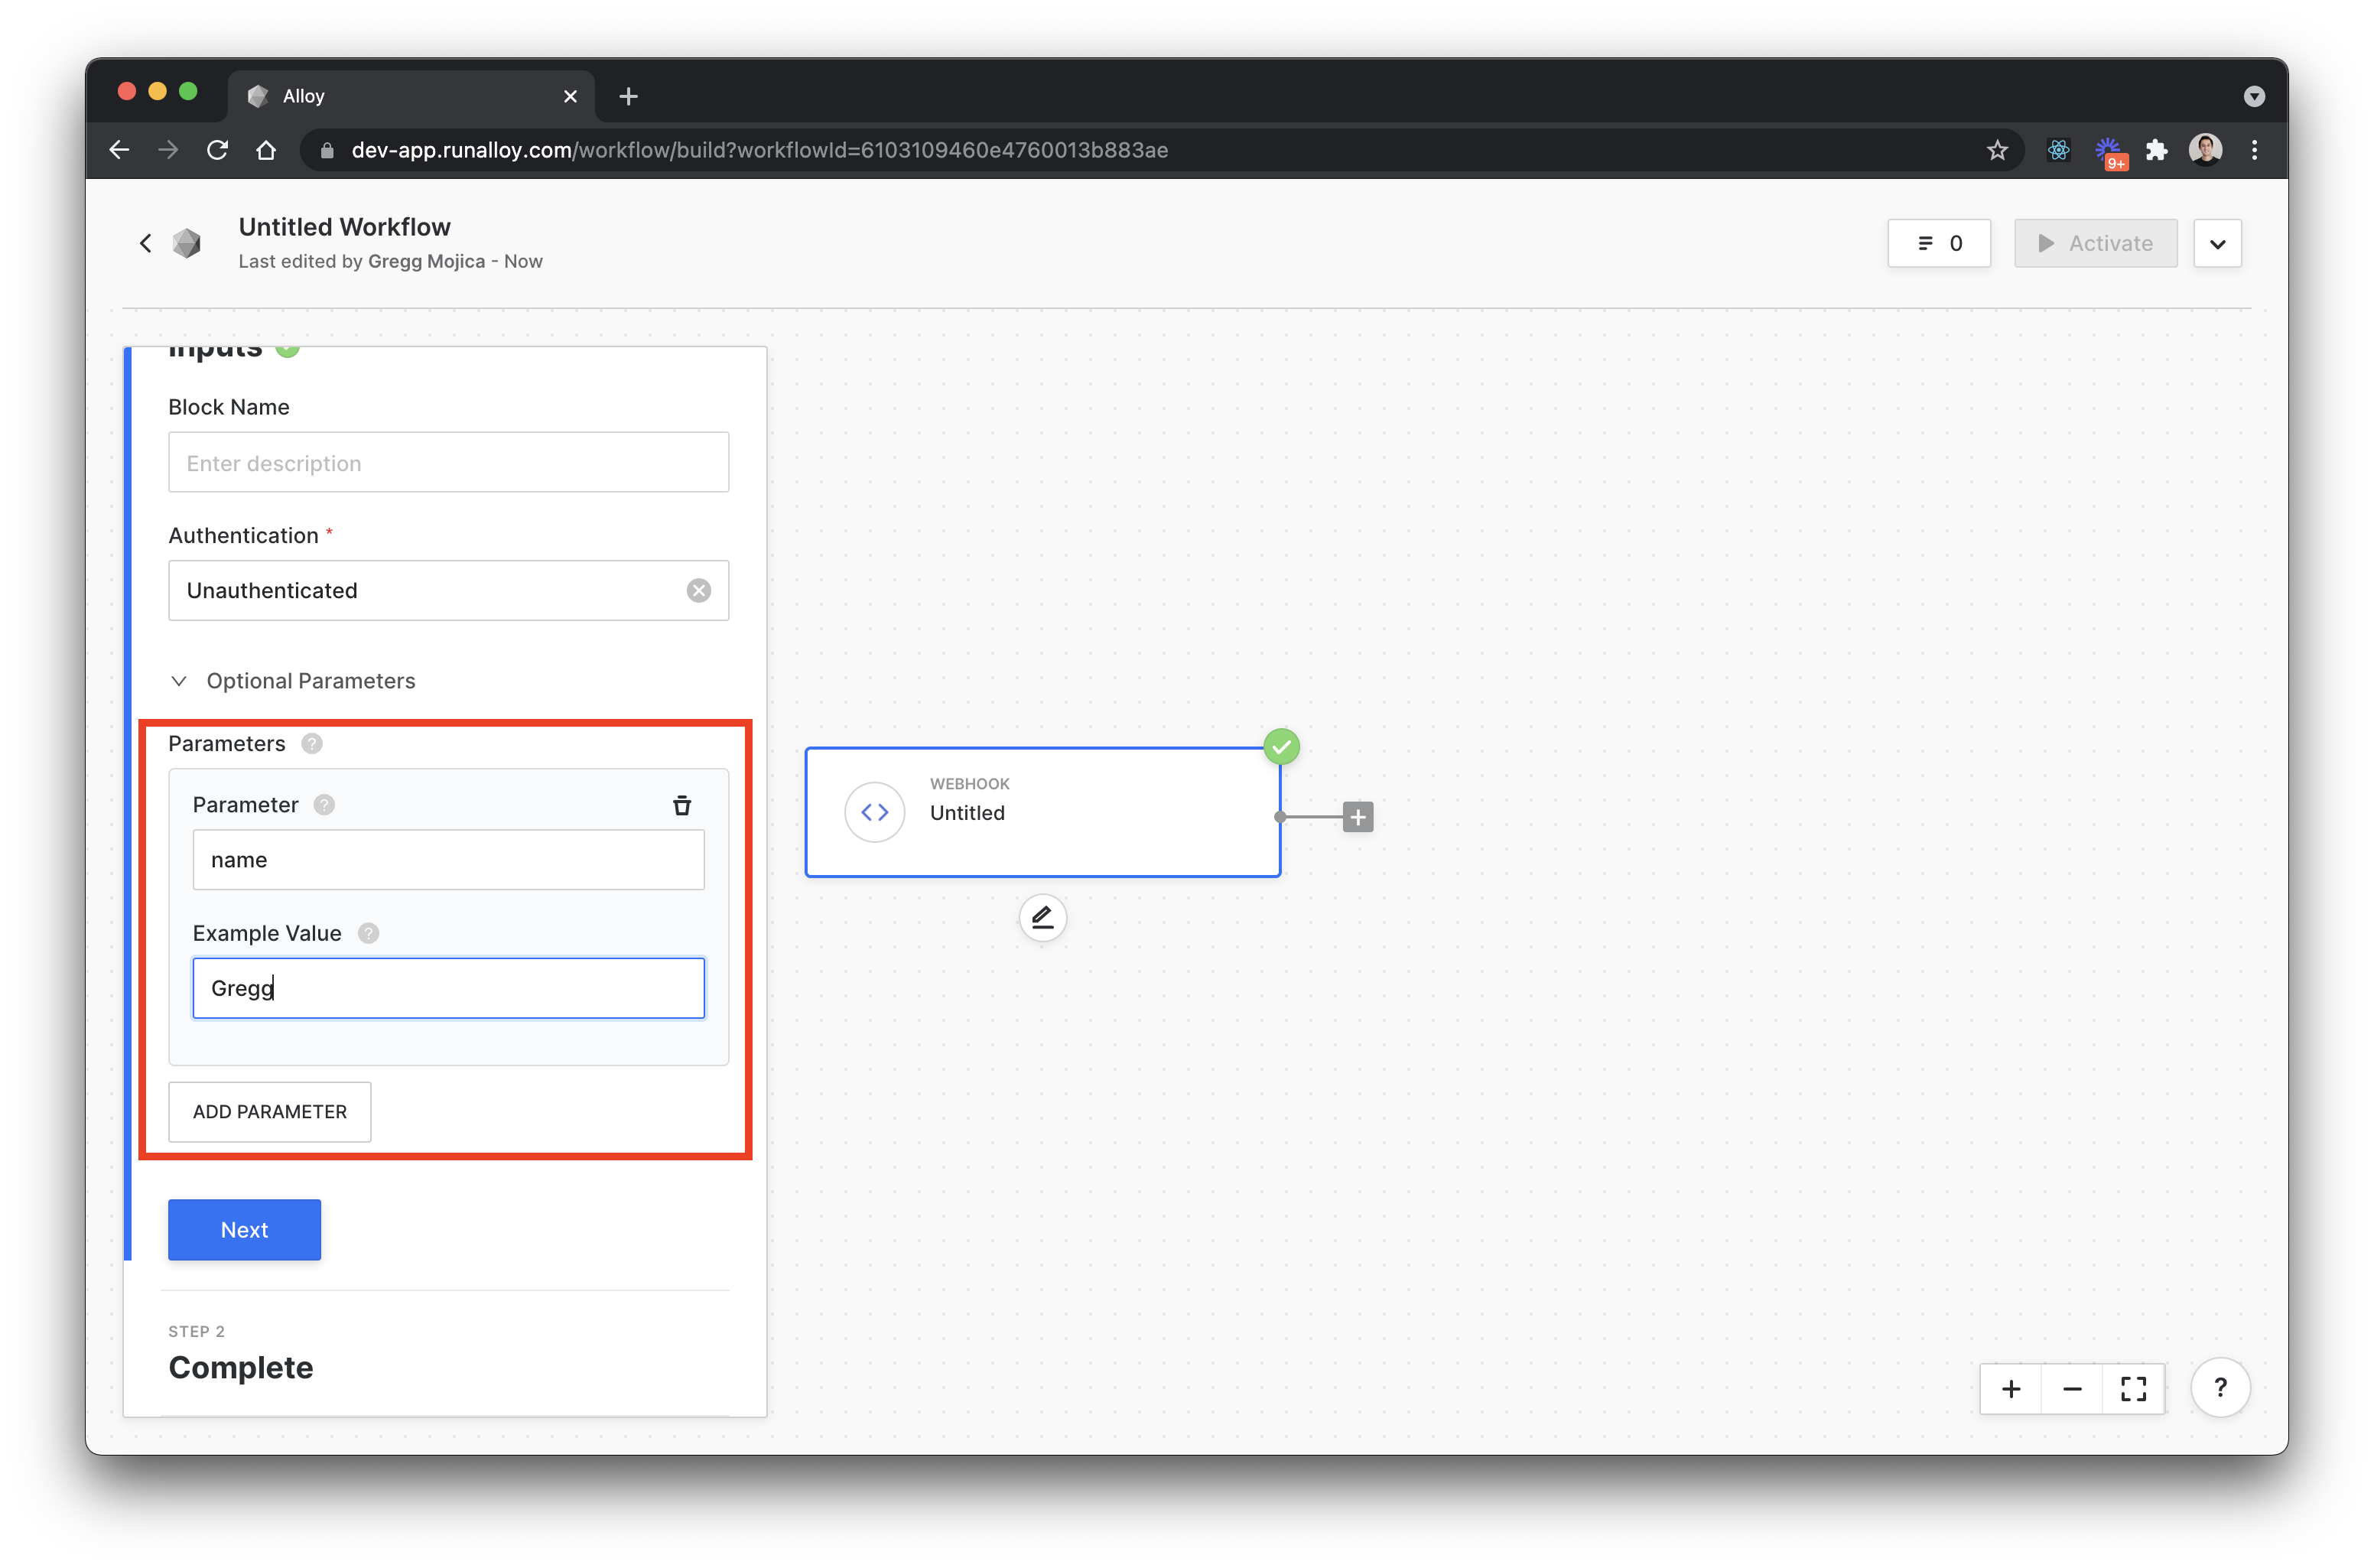 Alloy
dev-app.runalloy.com/workflow/build?workflowId=6103109460e4760013b883ae
9+
Untitled Workflow
Last edited by Gregg Mojica - Now
0
Activate
Inputs
Block Name
Enter description
Authentication *
Unauthenticated
Optional Parameters
Parameters ?
Parameter ?
name
Example Value ?
Gregg
ADD PARAMETER
Next
STEP 2
Complete
WEBHOOK
Untitled
?